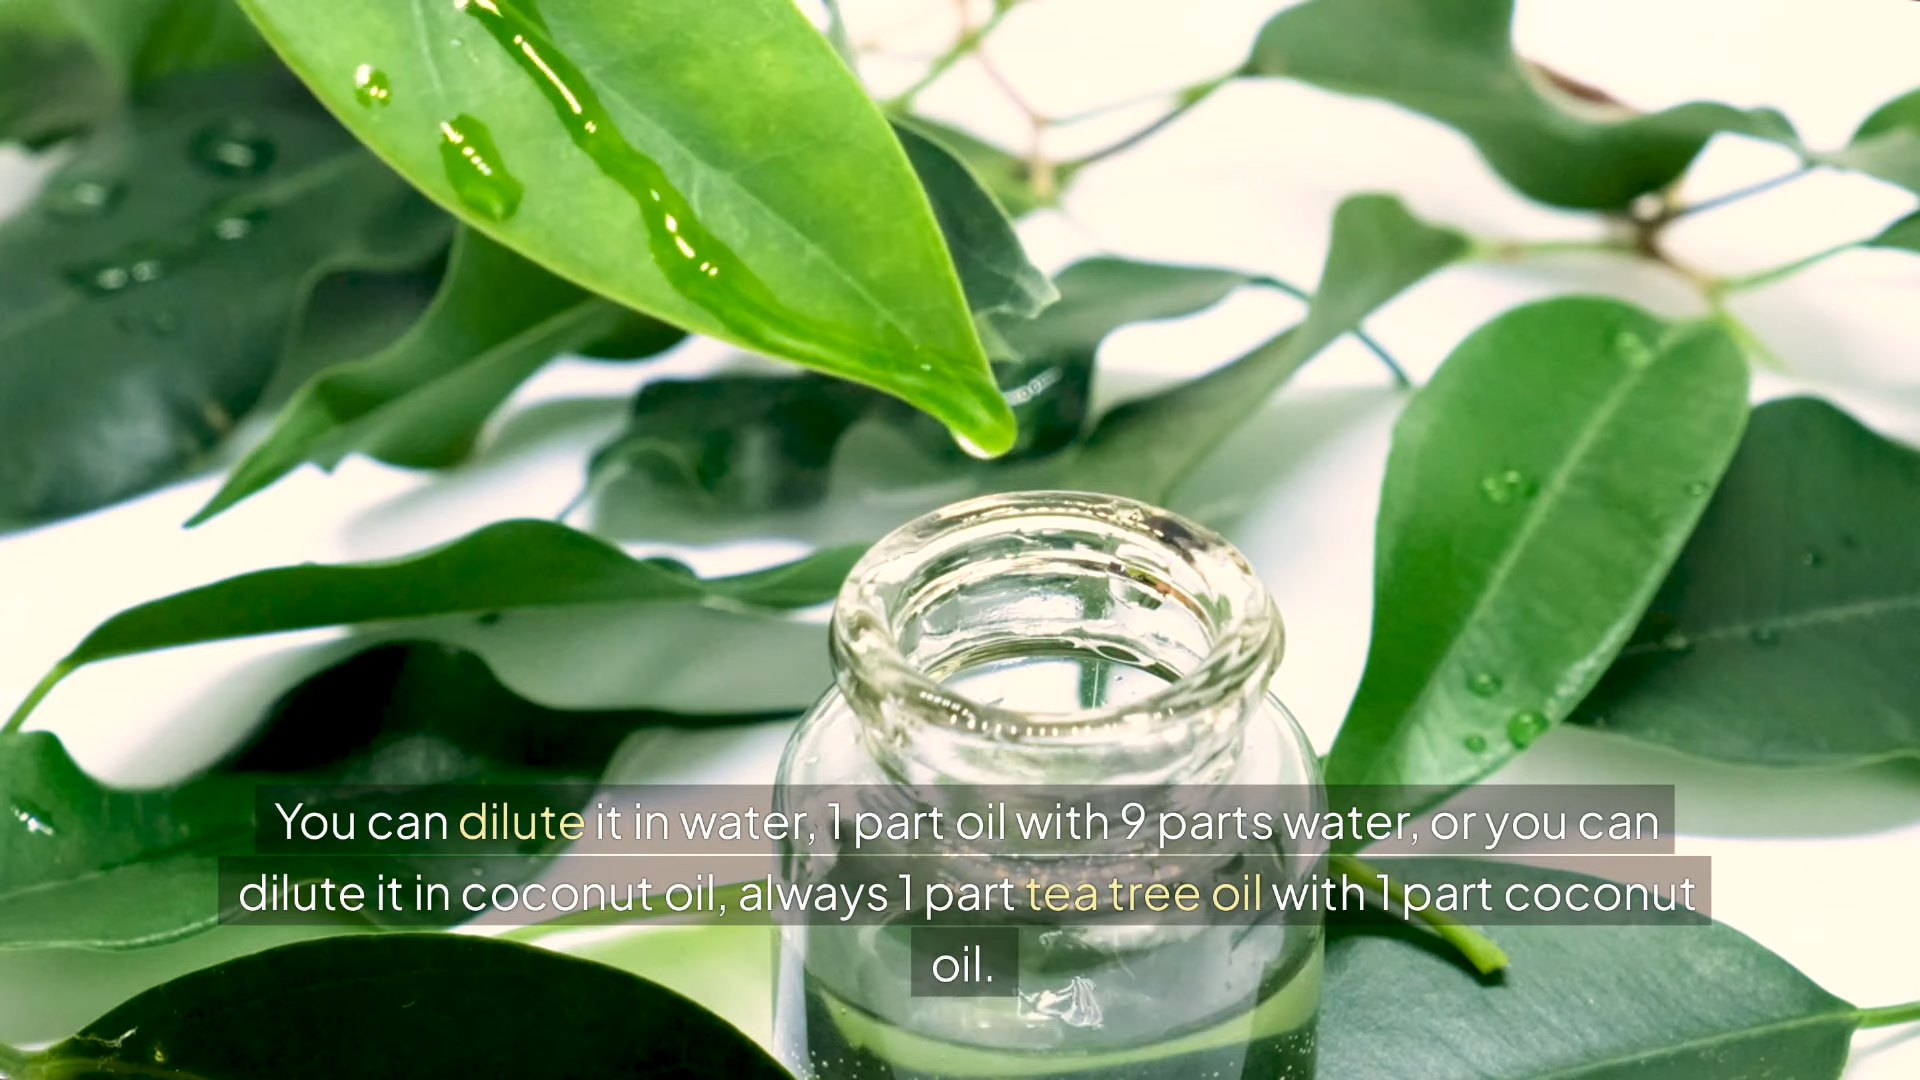 You can dilute it in water, 1 part oil with 9 parts water, or you can
dilute it in coconut oil, always 1 part tea tree oil with 1 part coconut
oil.